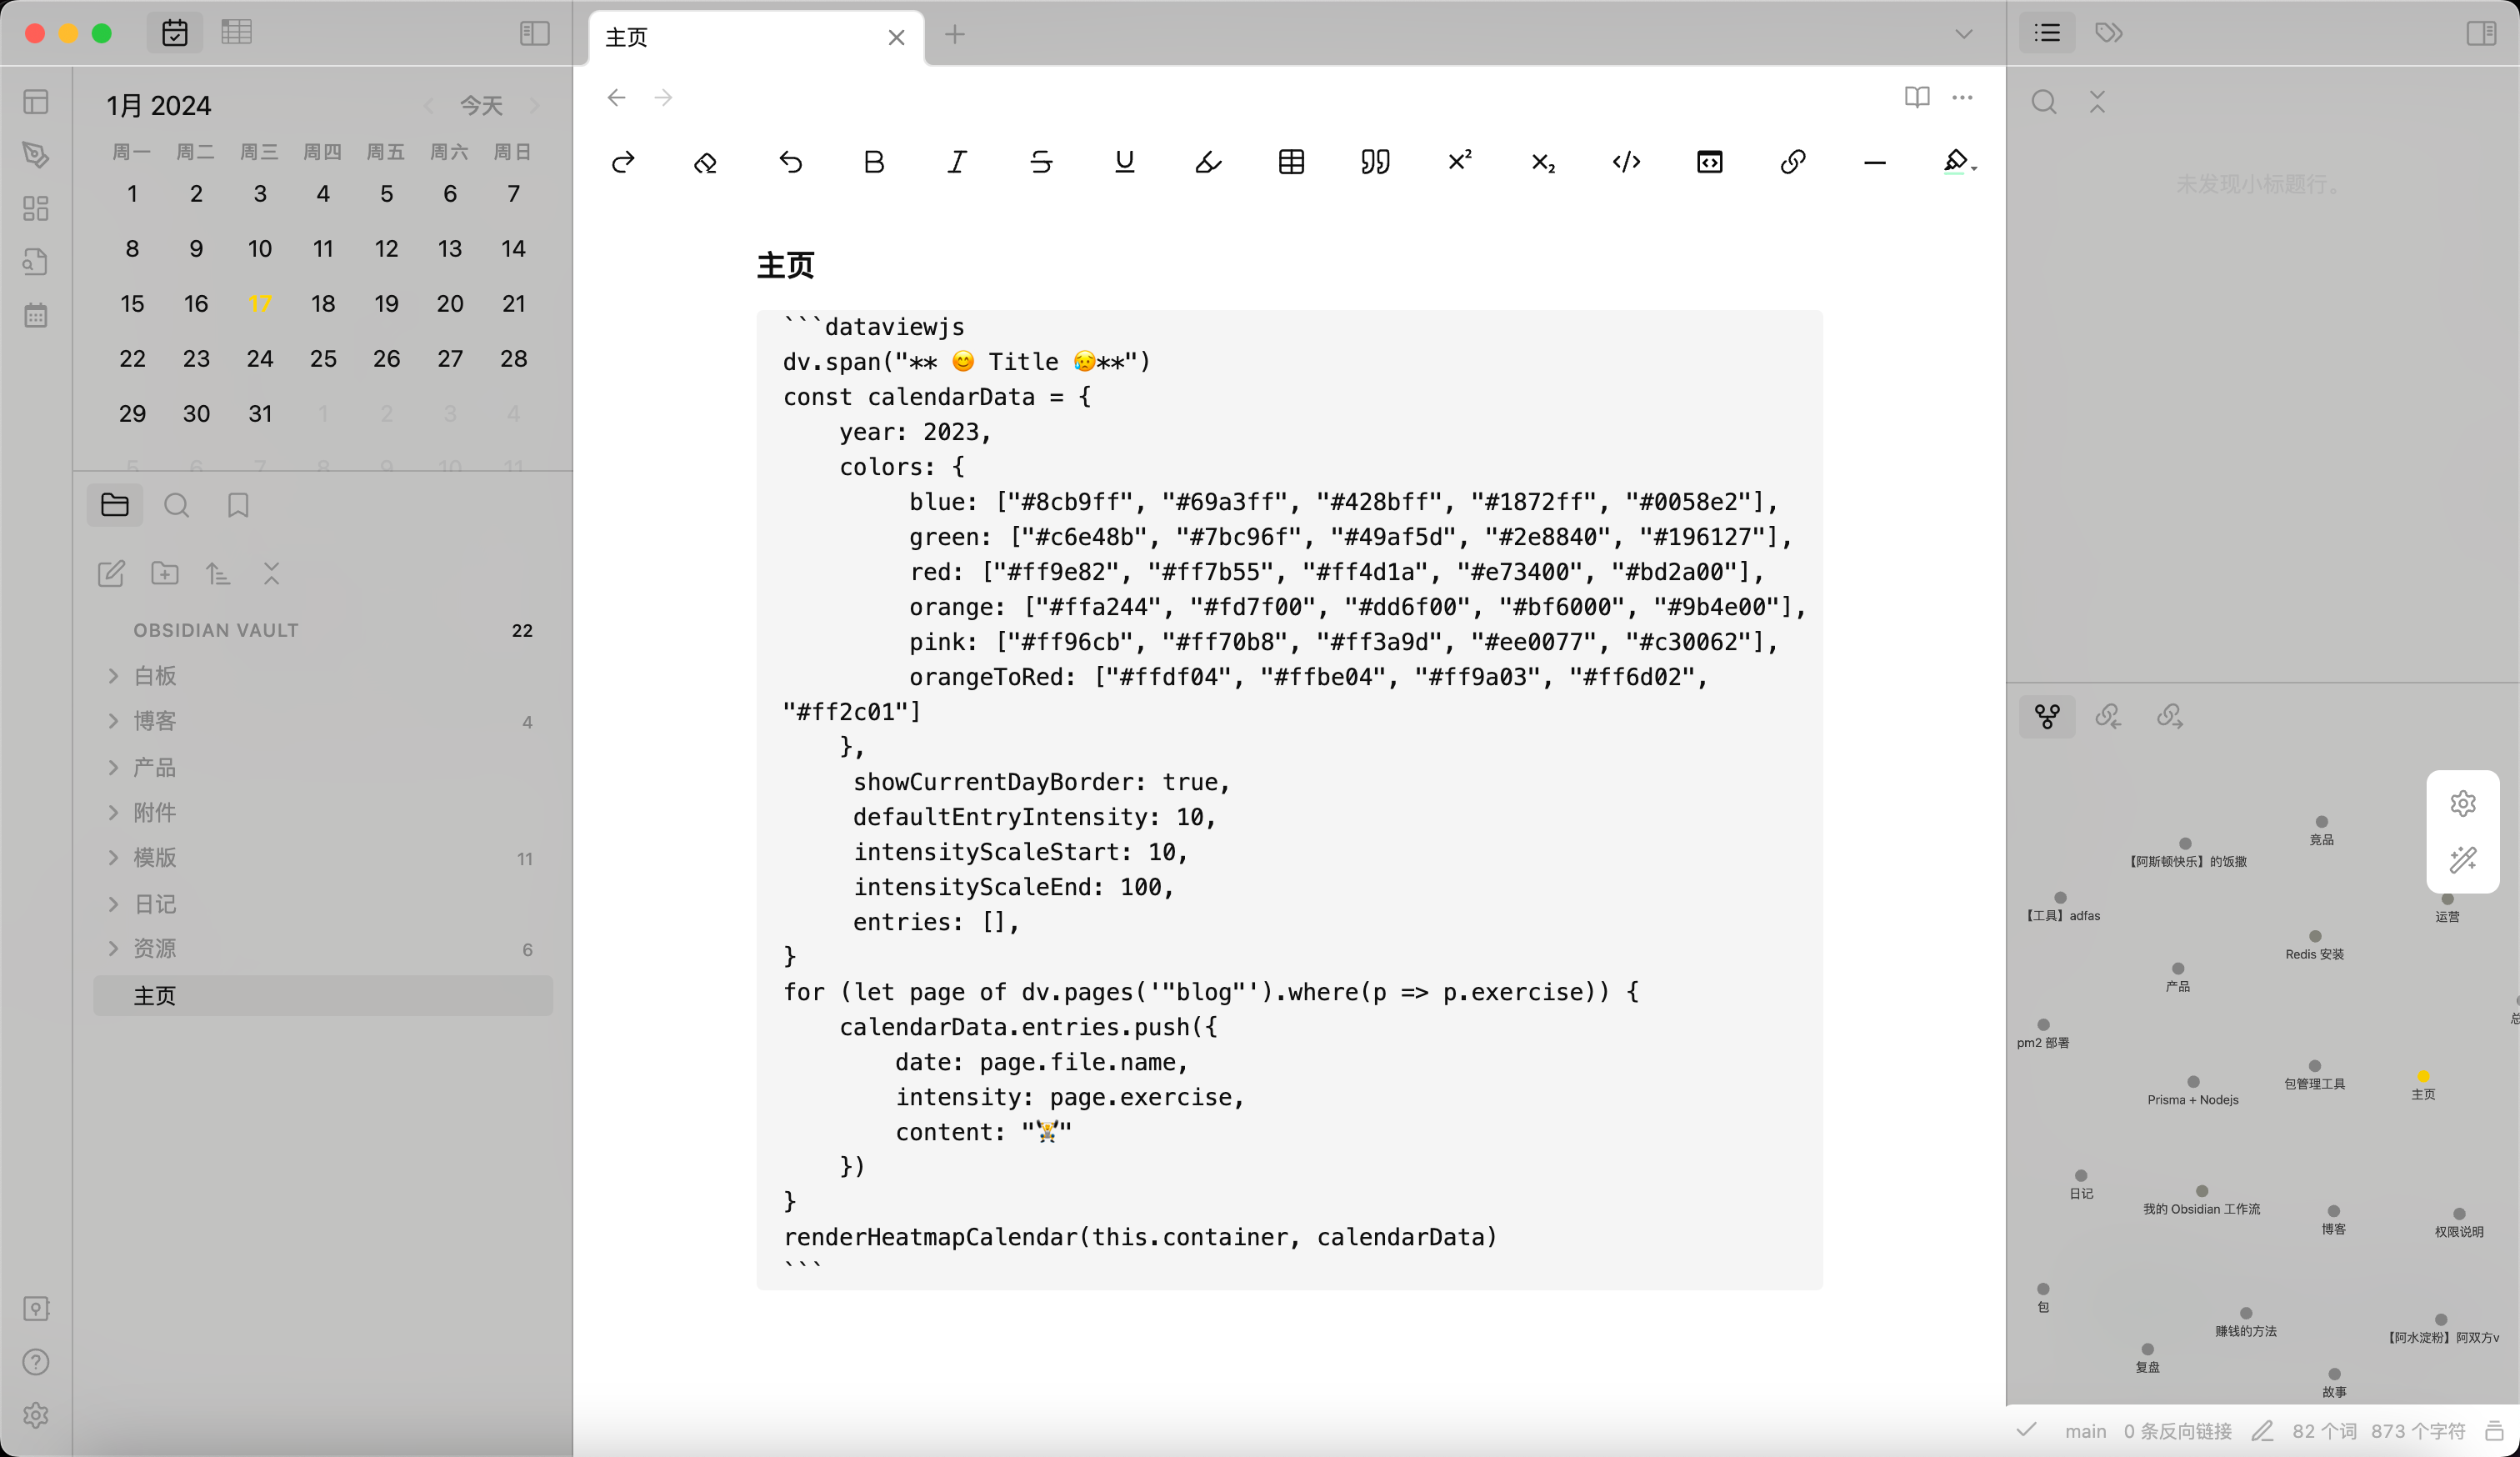 主页
1月 2024
今天
周一 周二 周三 周四 周五 周六 周日
1 2 3 4 5 6 7
8 9 10 11 12 13 14
15 16 17 18 19 20 21
22 23 24 25 26 27 28
29 30 31 1 2 3 4
5 6 7 8 9 10 11
OBSIDIAN VAULT 22
白板
博客 4
产品
附件
模版 11
日记
资源 6
主页
主页
```dataviewjs
dv.span("** 😊 Title 😥**")
const calendarData = {
    year: 2023,
    colors: {
         blue: ["#8cb9ff", "#69a3ff", "#428bff", "#1872ff", "#0058e2"],
         green: ["#c6e48b", "#7bc96f", "#49af5d", "#2e8840", "#196127"],
         red: ["#ff9e82", "#ff7b55", "#ff4d1a", "#e73400", "#bd2a00"],
         orange: ["#ffa244", "#fd7f00", "#dd6f00", "#bf6000", "#9b4e00"],
         pink: ["#ff96cb", "#ff70b8", "#ff3a9d", "#ee0077", "#c30062"],
         orangeToRed: ["#ffdf04", "#ffbe04", "#ff9a03", "#ff6d02",
"#ff2c01"]
    },
     showCurrentDayBorder: true,
     defaultEntryIntensity: 10,
     intensityScaleStart: 10,
     intensityScaleEnd: 100,
     entries: [],
}
for (let page of dv.pages('"blog"').where(p => p.exercise)) {
    calendarData.entries.push({
        date: page.file.name,
        intensity: page.exercise,
        content: "🏋️"
    })
}
renderHeatmapCalendar(this.container, calendarData)
```
未发现小标题行。
竞品
【阿斯顿快乐】的饭撒
【工具】adfas
运营
Redis 安装
产品
总
pm2 部署
包管理工具
主页
Prisma + Nodejs
日记
我的 Obsidian 工作流
博客
权限说明
包
赚钱的方法
【阿水淀粉】阿双方v
复盘
故事
main 0 条反向链接 82 个词 873 个字符